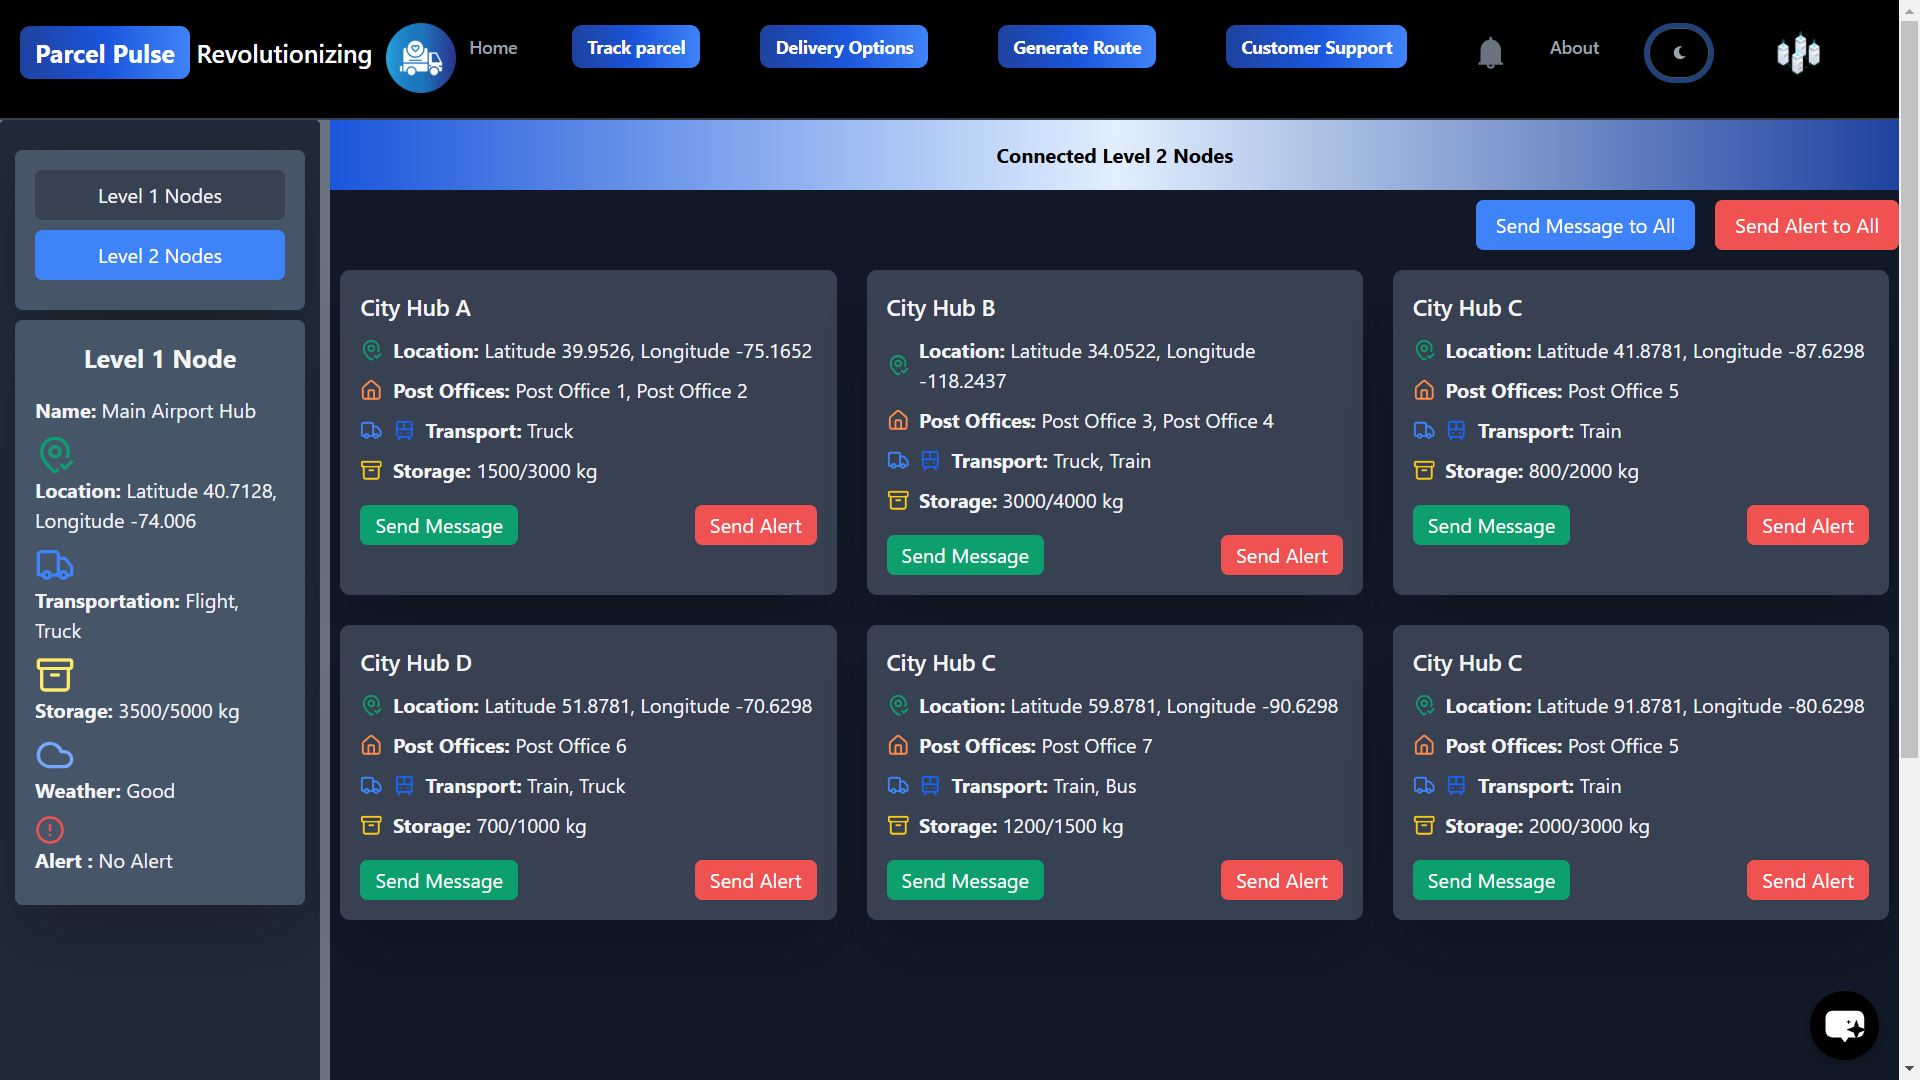 Parcel Pulse Revolutionizing
Home
Track parcel
Delivery Options
Generate Route
Customer Support
About
Level 1 Nodes
Level 2 Nodes
Level 1 Node
Name: Main Airport Hub
Location: Latitude 40.7128,
Longitude -74.006
Transportation: Flight,
Truck
Storage: 3500/5000 kg
Weather: Good
Alert : No Alert
Connected Level 2 Nodes
Send Message to All
Send Alert to All
City Hub A
Location: Latitude 39.9526, Longitude -75.1652
Post Offices: Post Office 1, Post Office 2
Transport: Truck
Storage: 1500/3000 kg
Send Message
Send Alert
City Hub B
Location: Latitude 34.0522, Longitude
-118.2437
Post Offices: Post Office 3, Post Office 4
Transport: Truck, Train
Storage: 3000/4000 kg
Send Message
Send Alert
City Hub C
Location: Latitude 41.8781, Longitude -87.6298
Post Offices: Post Office 5
Transport: Train
Storage: 800/2000 kg
Send Message
Send Alert
City Hub D
Location: Latitude 51.8781, Longitude -70.6298
Post Offices: Post Office 6
Transport: Train, Truck
Storage: 700/1000 kg
Send Message
Send Alert
City Hub C
Location: Latitude 59.8781, Longitude -90.6298
Post Offices: Post Office 7
Transport: Train, Bus
Storage: 1200/1500 kg
Send Message
Send Alert
City Hub C
Location: Latitude 91.8781, Longitude -80.6298
Post Offices: Post Office 5
Transport: Train
Storage: 2000/3000 kg
Send Message
Send Alert